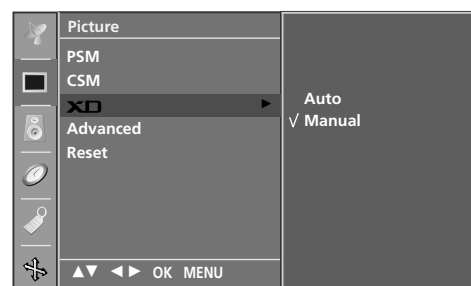 Picture
PSM
CSM
XD ►
Advanced
Reset
Auto
√ Manual
▲▼ ◄► OK MENU